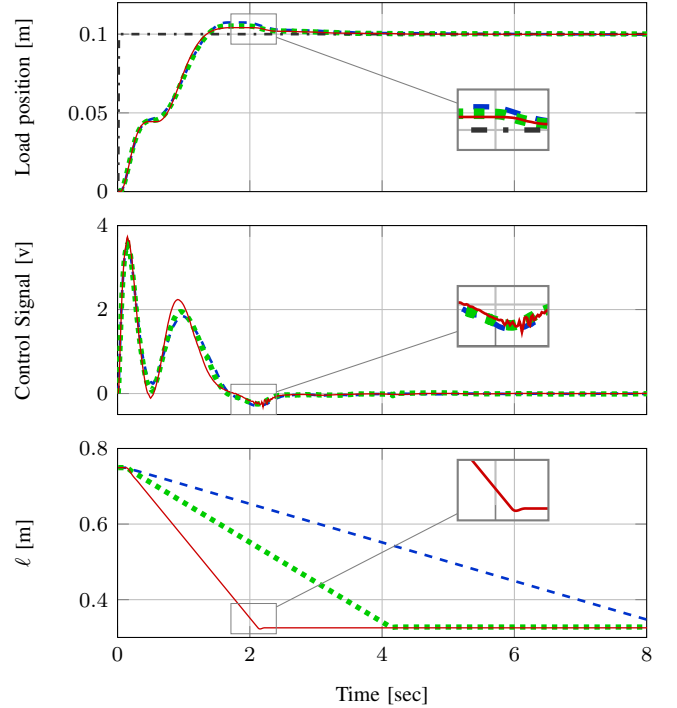 0.1
0.05
0
Load position [m]
4
2
0
Control Signal [v]
0.8
0.6
0.4
ℓ [m]
0 2 4 6 8
Time [sec]